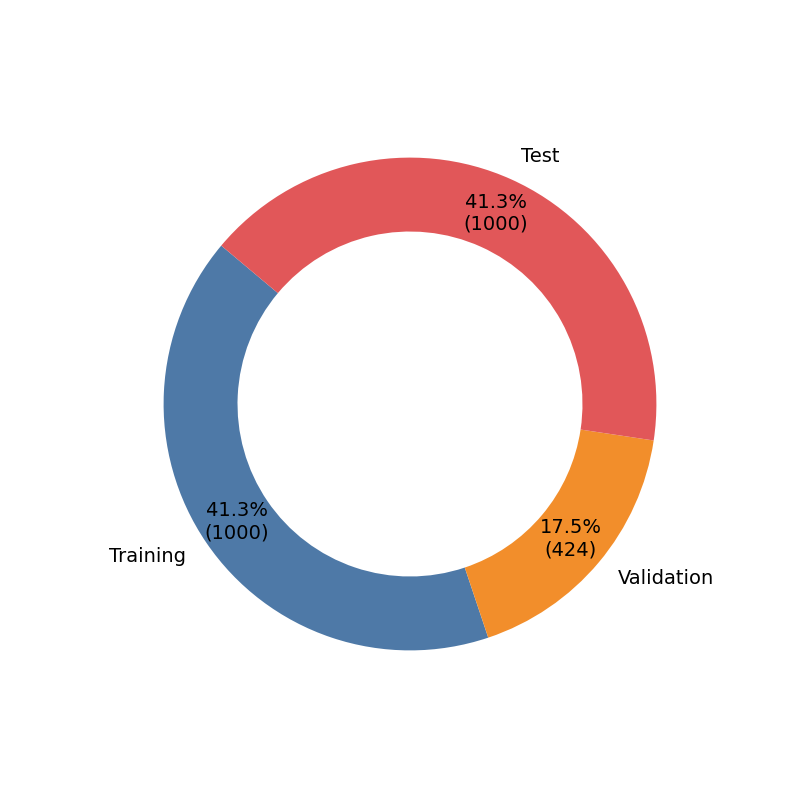 Test
41.3%
(1000)
41.3%
(1000)
Training
17.5%
(424)
Validation